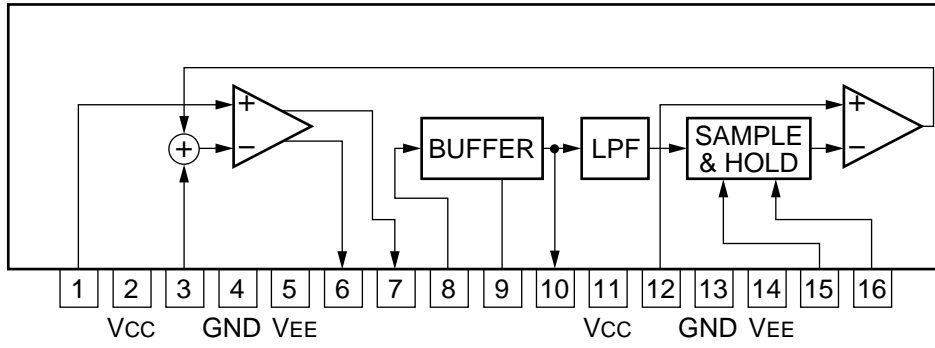 +
−
+
BUFFER
LPF
SAMPLE
& HOLD
+
−
1 2 3 4 5 6 7 8 9 10 11 12 13 14 15 16
VCC GND VEE VCC GND VEE